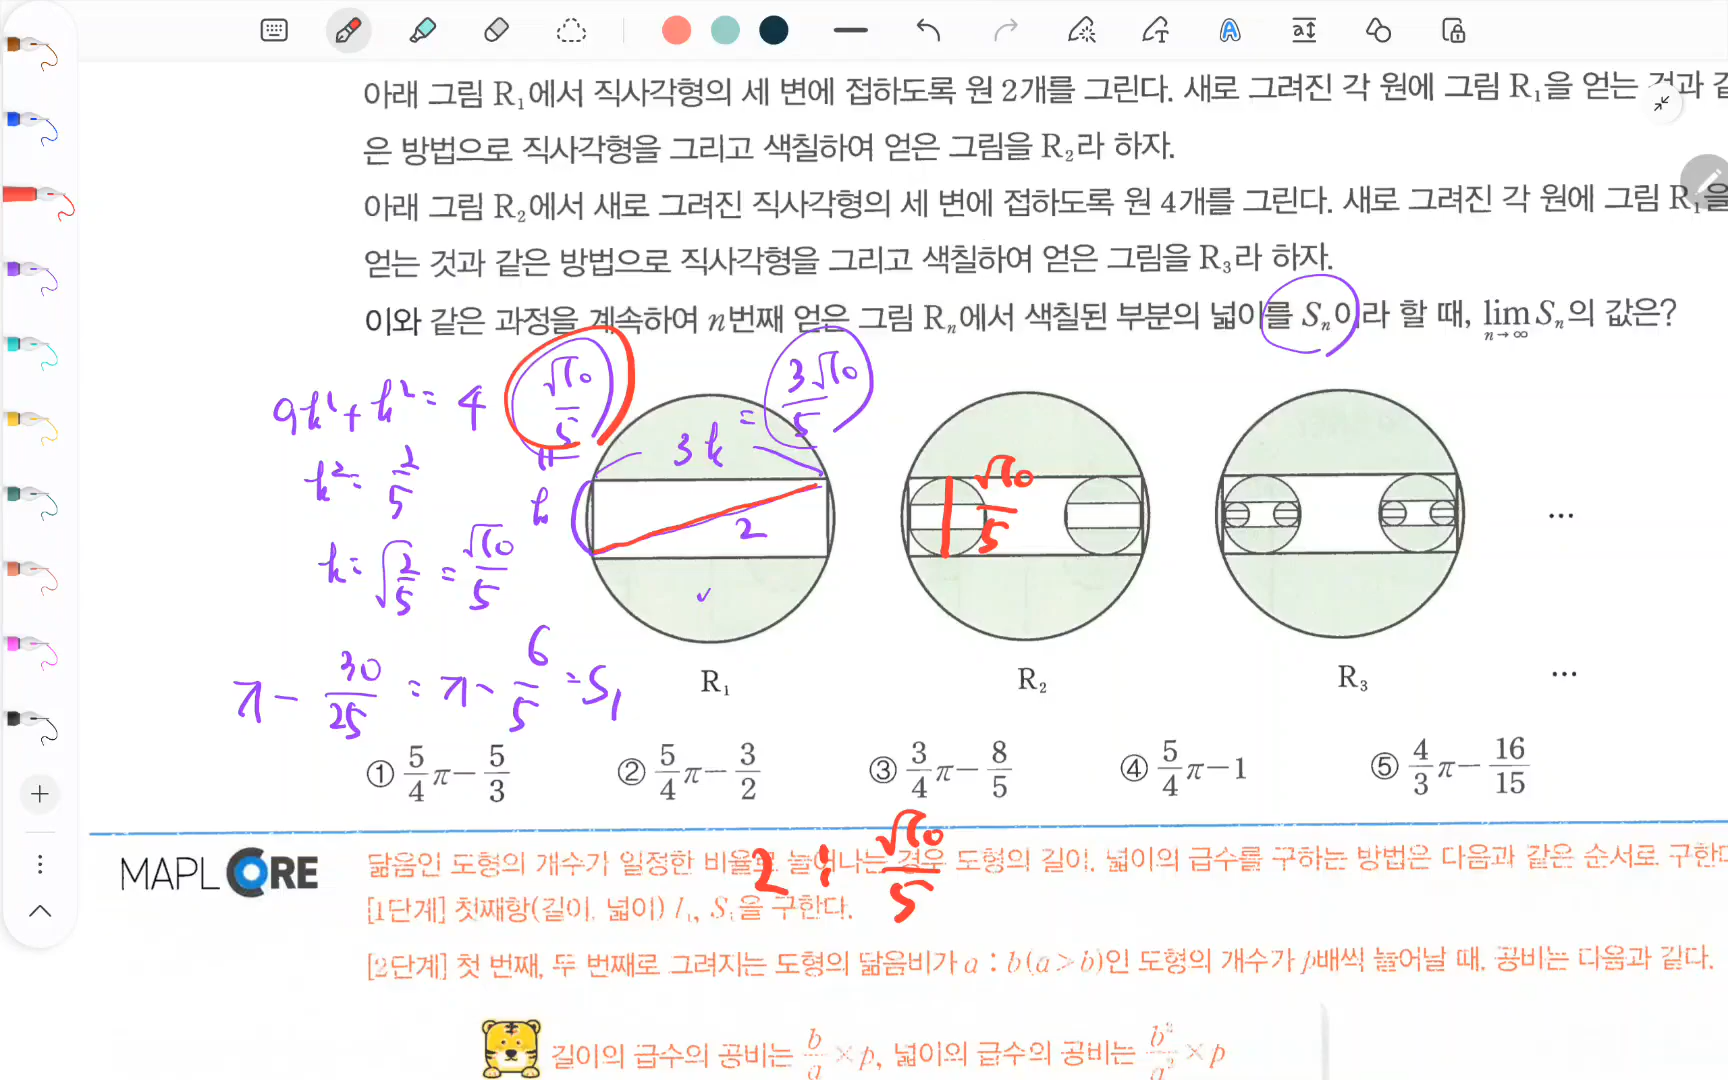 아래 그림 R₁에서 직사각형의 세 변에 접하도록 원 2개를 그린다. 새로 그려진 각 원에 그림 R₁을 얻는 것과 같
은 방법으로 직사각형을 그리고 색칠하여 얻은 그림을 R₂라 하자.
아래 그림 R₂에서 새로 그려진 직사각형의 세 변에 접하도록 원 4개를 그린다. 새로 그려진 각 원에 그림 R₁을
얻는 것과 같은 방법으로 직사각형을 그리고 색칠하여 얻은 그림을 R₃라 하자.
이와 같은 과정을 계속하여 n번째 얻은 그림 Rₙ에서 색칠된 부분의 넓이를 Sₙ이라 할 때, lim n→∞ Sₙ의 값은?
9k²+k²=4
k²=2/5
k=√(2/5)=√10/5
π-30/25=π-6/5=S₁
√10/5
=
k
3k = 3√10/5
2
√10/5
...
R₁ R₂ R₃ ...
① 5/4 π-5/3 ② 5/4 π-3/2 ③ 3/4 π-8/5 ④ 5/4 π-1 ⑤ 4/3 π-16/15
2 : √10/5
MAPL CORE
닮음인 도형의 개수가 일정한 비율로 늘어나는 경우 도형의 길이, 넓이의 급수를 구하는 방법은 다음과 같은 순서로 구한다
[1단계] 첫째항(길이, 넓이) l₁, S₁을 구한다.
[2단계] 첫 번째, 두 번째로 그려지는 도형의 닮음비가 a : b(a>b)인 도형의 개수가 p배씩 늘어날 때, 공비는 다음과 같다.
길이의 급수의 공비는 b/a ×p, 넓이의 급수의 공비는 b²/a² ×p